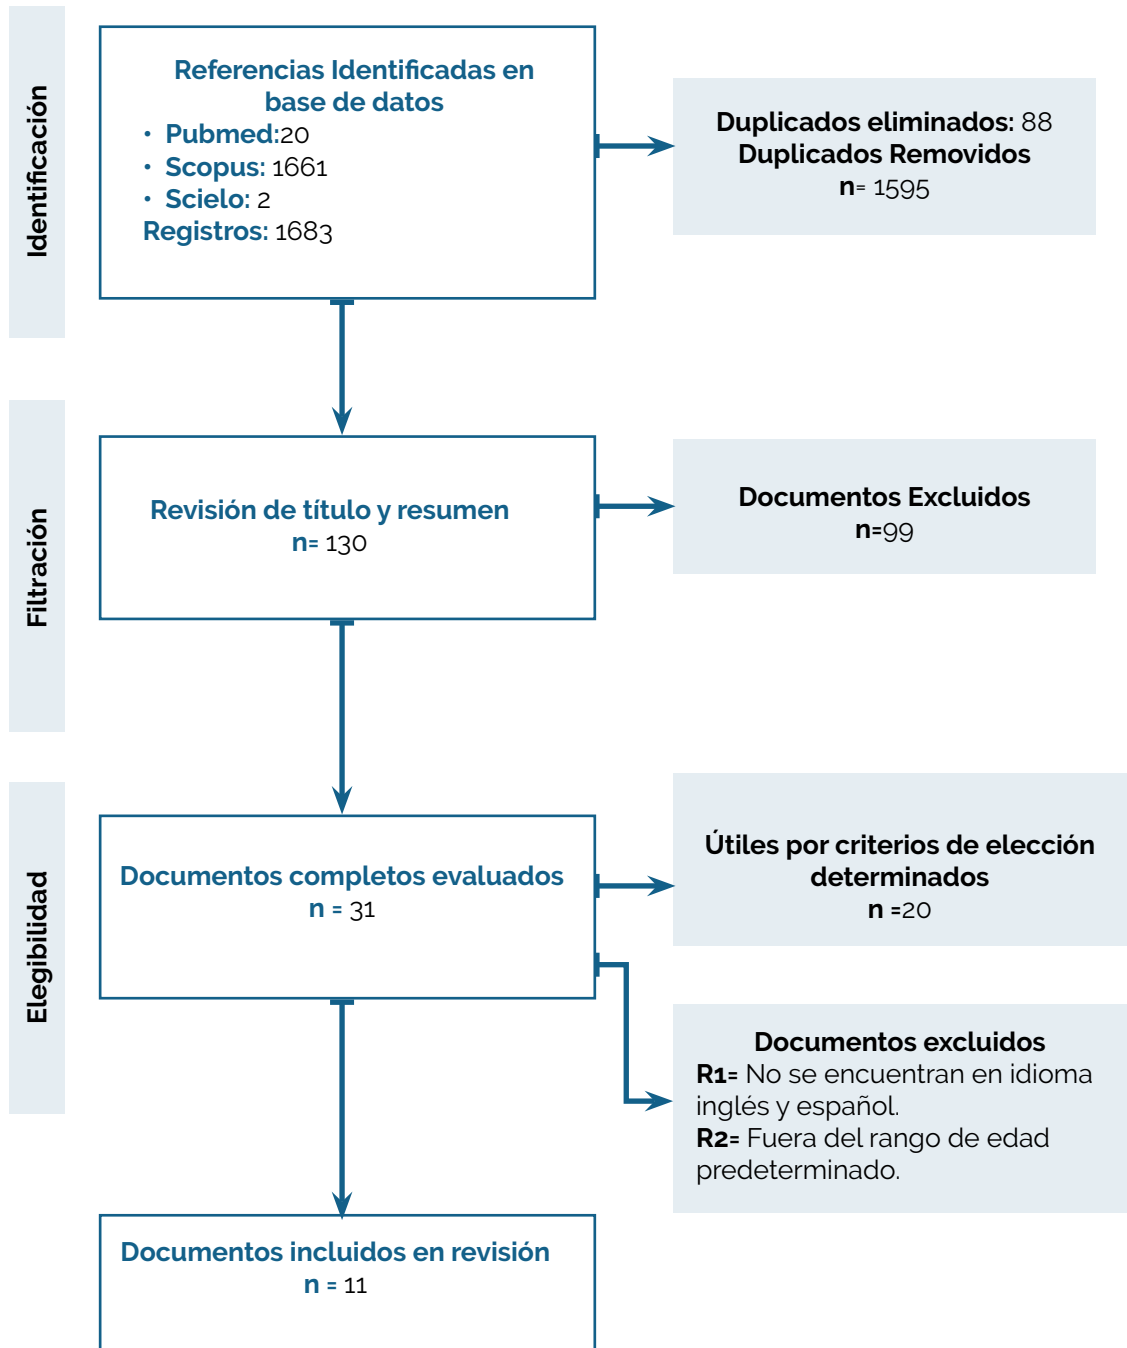 Identificación
Referencias Identificadas en
base de datos
• Pubmed:20
• Scopus: 1661
• Scielo: 2
Registros: 1683
Duplicados eliminados: 88
Duplicados Removidos
n= 1595
Filtración
Revisión de título y resumen
n= 130
Documentos Excluidos
n=99
Elegibilidad
Documentos completos evaluados
n = 31
Útiles por criterios de elección
determinados
n =20
Documentos excluidos
R1= No se encuentran en idioma
inglés y español.
R2= Fuera del rango de edad
predeterminado.
Documentos incluidos en revisión
n = 11